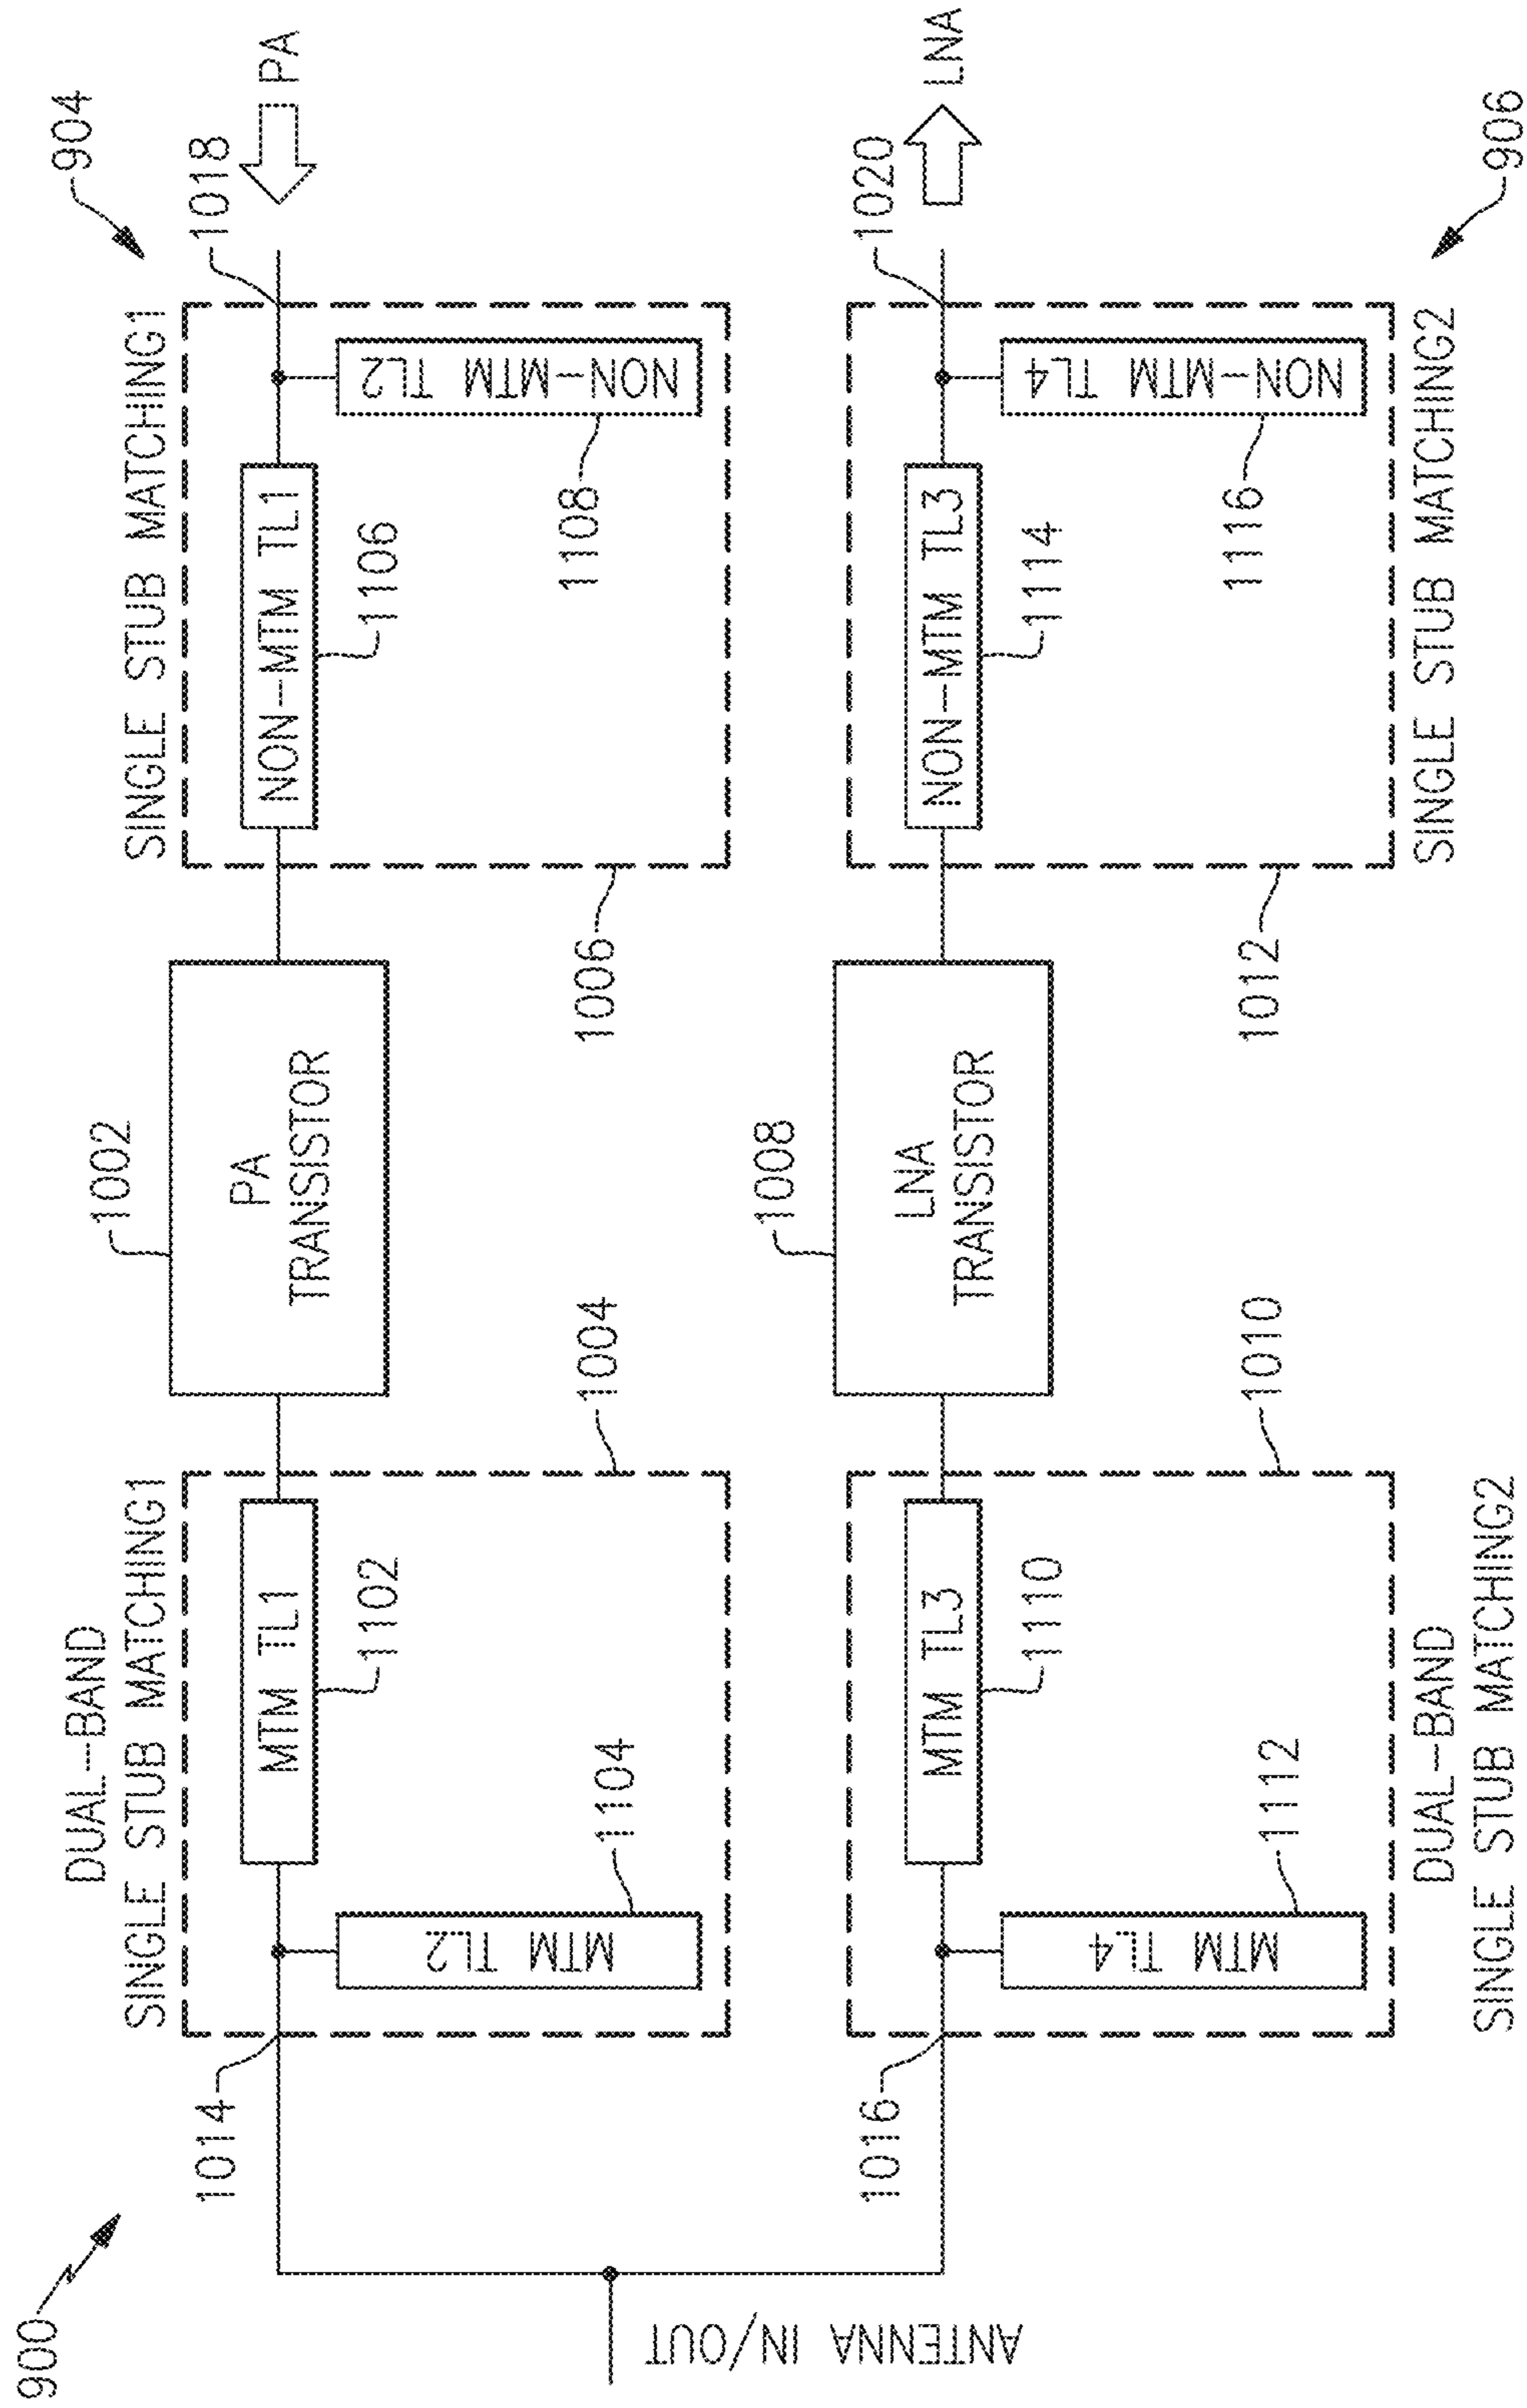 900
904
DUAL-BAND
SINGLE STUB MATCHING1
1002
SINGLE STUB MATCHING1
1014
1018
PA
MTM TL1
1102
MTM TL2
1104
1004
PA
TRANSISTOR
NON-MTM TL1
1106
NON-MTM TL2
1108
1006
ANTENNA IN/OUT
1016
1008
1020
LNA
MTM TL3
1110
MTM TL4
1112
1010
LNA
TRANSISTOR
NON-MTM TL3
1114
NON-MTM TL4
1116
1012
DUAL-BAND
SINGLE STUB MATCHING2
SINGLE STUB MATCHING2
906